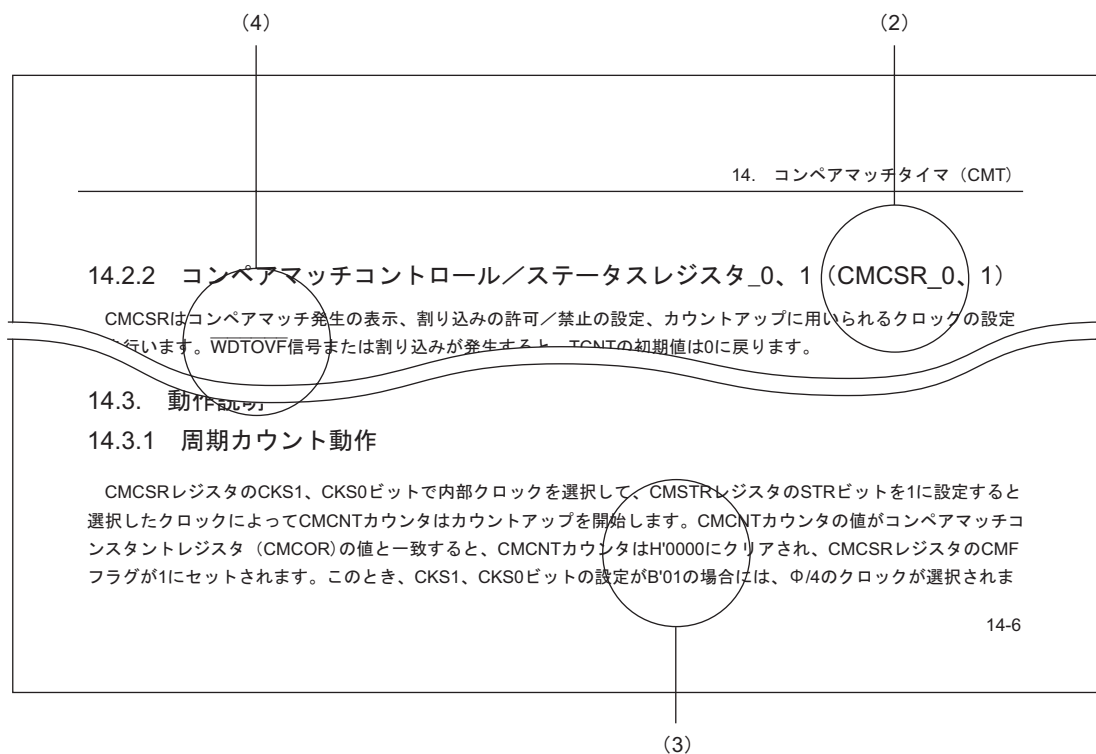 (4)
(2)
14. コンペアマッチタイマ（CMT）
14.2.2 コンペアマッチコントロール／ステータスレジスタ_0、1（CMCSR_0、1）
CMCSRはコンペアマッチ発生の表示、割り込みの許可／禁止の設定、カウントアップに用いられるクロックの設定
行います。WDTOVF信号または割り込みが発生すると、TCNTの初期値は0に戻ります。
14.3. 動作説明
14.3.1 周期カウント動作
CMCSRレジスタのCKS1、CKS0ビットで内部クロックを選択して、CMSTRレジスタのSTRビットを1に設定すると
選択したクロックによってCMCNTカウンタはカウントアップを開始します。CMCNTカウンタの値がコンペアマッチコ
ンスタントレジスタ（CMCOR)の値と一致すると、CMCNTカウンタはH'0000にクリアされ、CMCSRレジスタのCMF
フラグが1にセットされます。このとき、CKS1、CKS0ビットの設定がB'01の場合には、Φ/4のクロックが選択されま
14-6
(3)